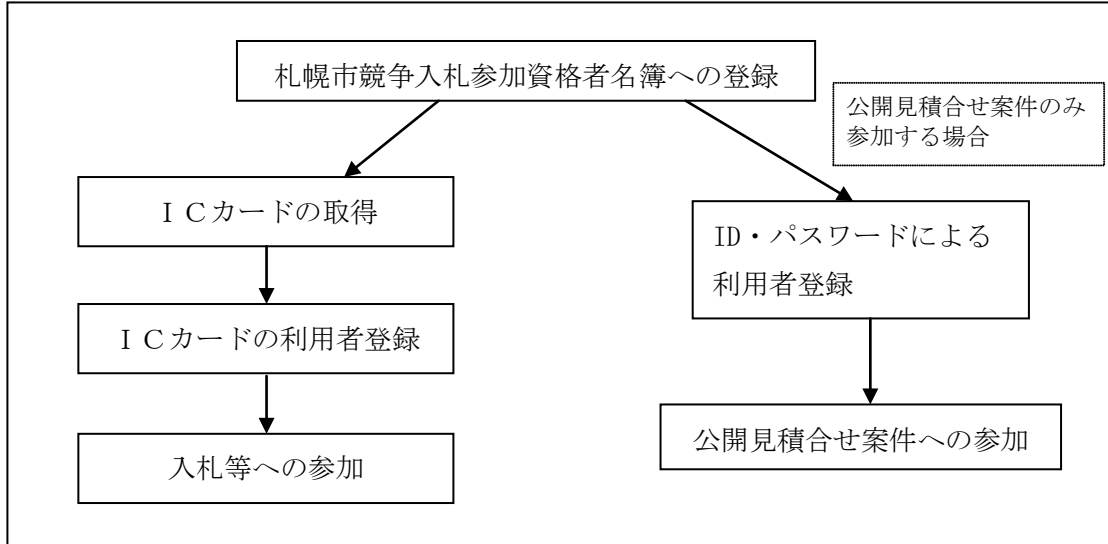 札幌市競争入札参加資格者名簿への登録
公開見積合せ案件のみ
参加する場合
ＩＣカードの取得
ID・パスワードによる
利用者登録
ＩＣカードの利用者登録
公開見積合せ案件への参加
入札等への参加